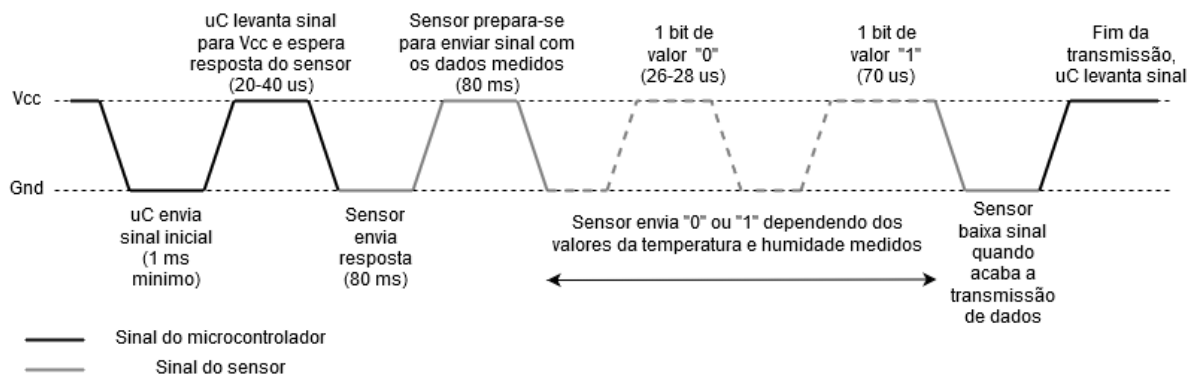 uC levanta sinal
para Vcc e espera
resposta do sensor
(20-40 us)
Sensor prepara-se
para enviar sinal com
os dados medidos
(80 ms)
1 bit de
valor "0"
(26-28 us)
1 bit de
valor "1"
(70 us)
Fim da
transmissão,
uC levanta sinal
Vcc
Gnd
uC envia
sinal inicial
(1 ms
minimo)
Sensor
envia
resposta
(80 ms)
Sensor envia "0" ou "1" dependendo dos
valores da temperatura e humidade medidos
Sensor
baixa sinal
quando
acaba a
transmissão
de dados
Sinal do microcontrolador
Sinal do sensor